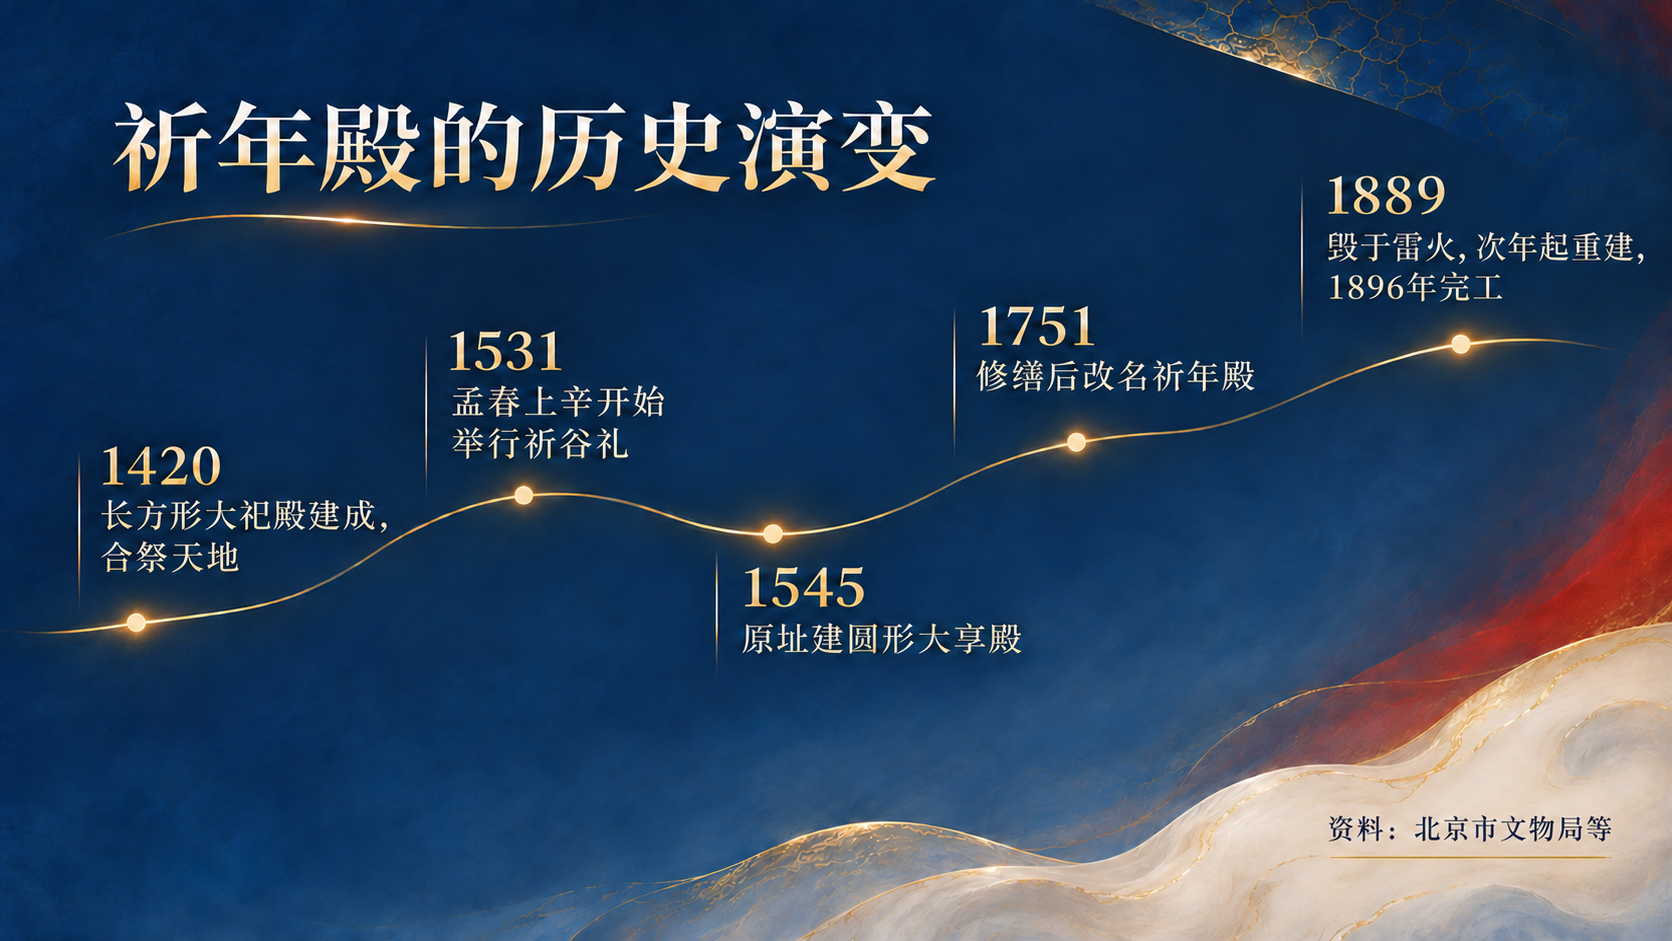 祈年殿的历史演变
1420
长方形大祀殿建成，
合祭天地
1531
孟春上辛开始
举行祈谷礼
1545
原址建圆形大享殿
1751
修缮后改名祈年殿
1889
毁于雷火，次年起重建，
1896年完工
资料：北京市文物局等